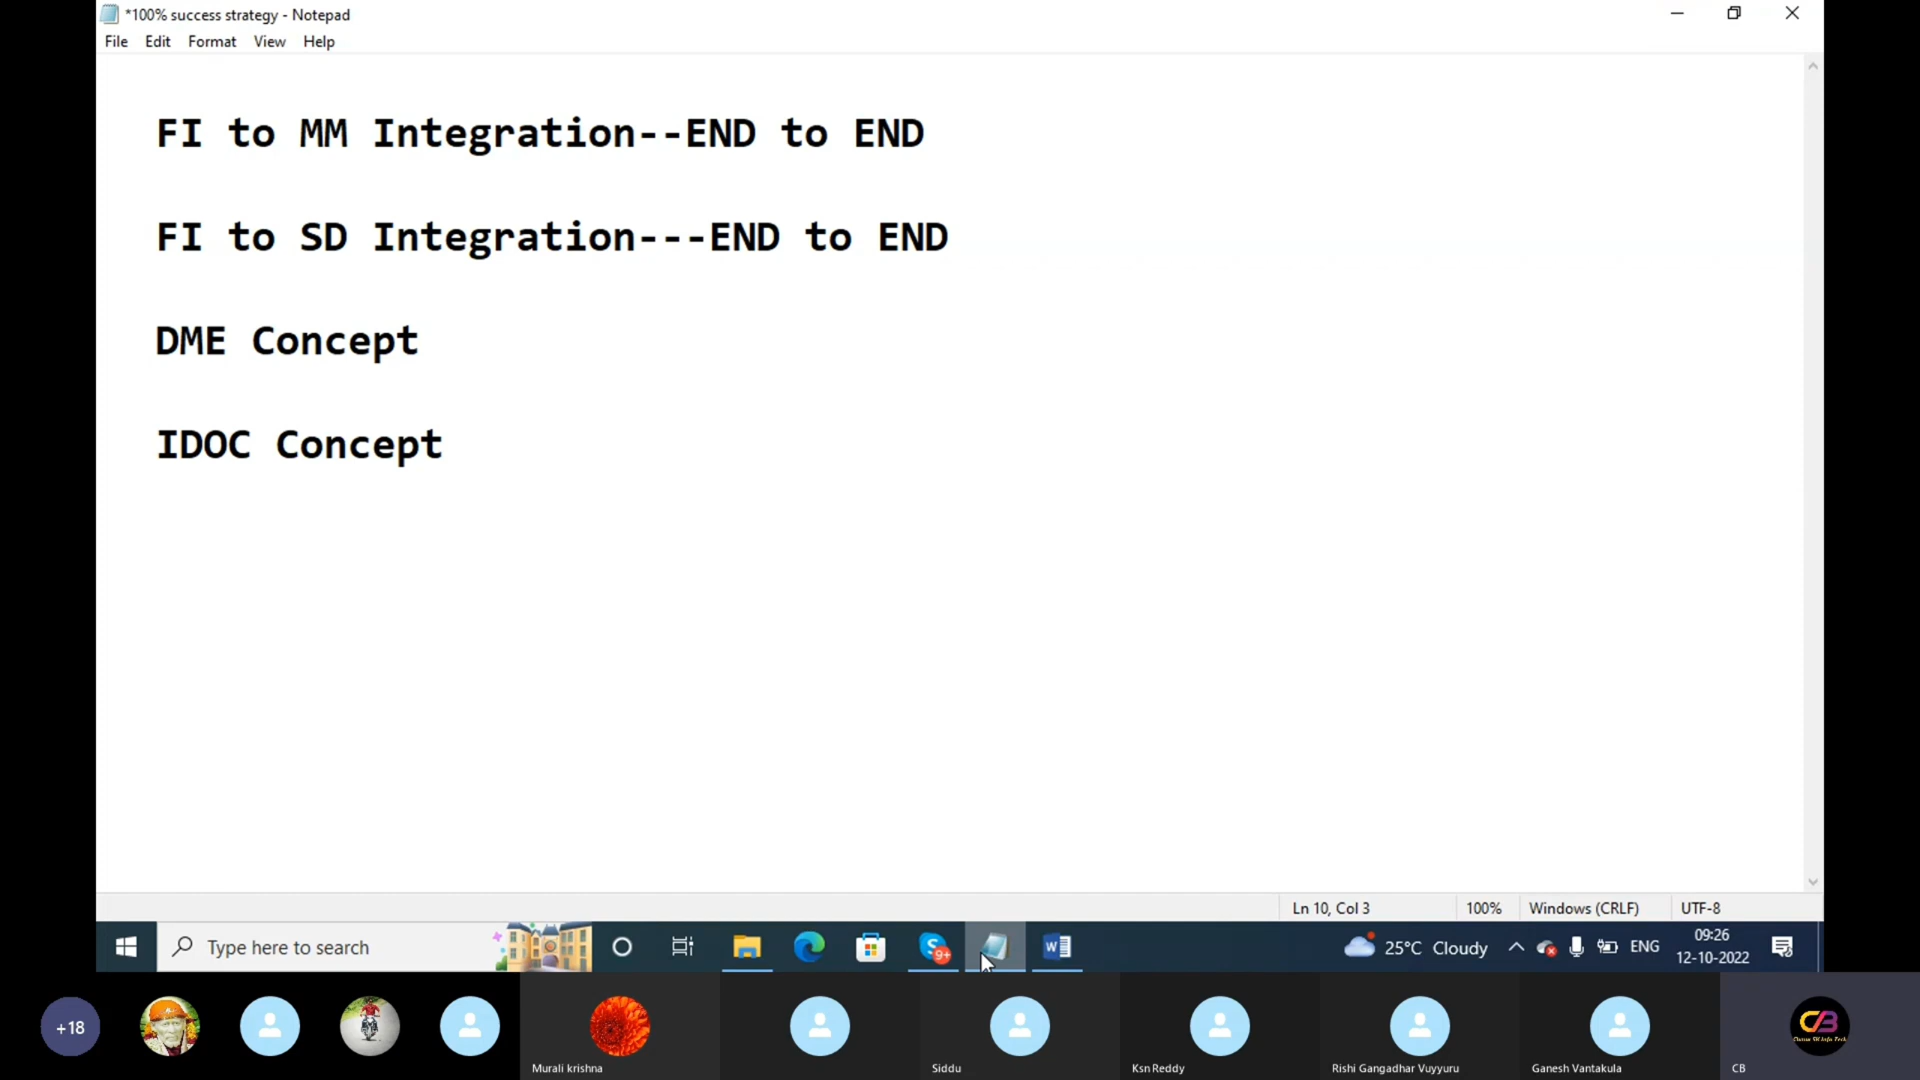 *100% success strategy - Notepad
File Edit Format View Help
FI to MM Integration--END to END
FI to SD Integration---END to END
DME Concept
IDOC Concept
Ln 10, Col 3 100% Windows (CRLF) UTF-8
Type here to search
9+
25°C Cloudy
ENG
09:26
12-10-2022
+18
Murali krishna
Siddu
Ksn Reddy
Rishi Gangadhar Vuyyuru
Ganesh Vantakula
CB